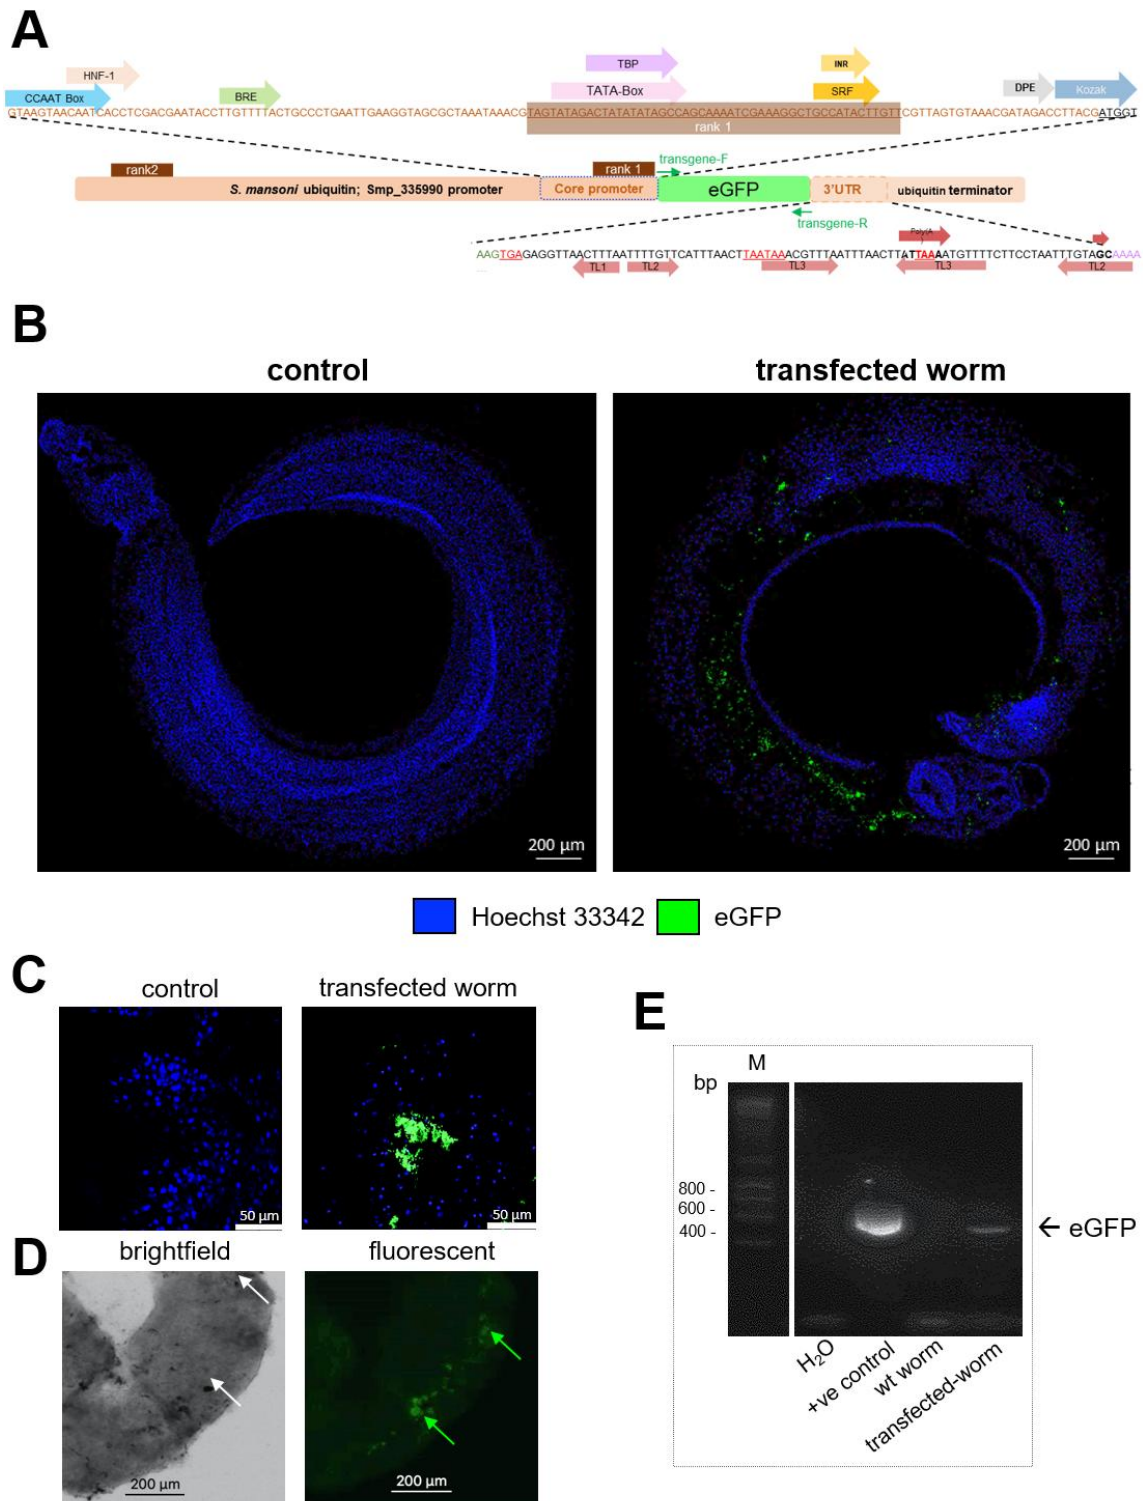 A
HNF-1
TBP
INR
CCAAT Box
BRE
TATA-Box
SRF
DPE
Kozak
GTAAGTAACAATCACCTCGACGAATACCTTGTTTTACTGCCCTGAATTGAAGGTAGCGCTAAATAAACGTAGTATAGACTATATATAGCCAGCAAAATCGAAAGGCTGCCATACTTGTTCGTTAGTGTAAACGATAGACCTTACGATGGT
rank 1
rank2
rank 1
transgene-F
S. mansoni ubiquitin; Smp_335990 promoter
Core promoter
eGFP
3'UTR
ubiquitin terminator
transgene-R
PolyA
AAGTGAGAGGTTAACTTTAATTTTGTTCATTTAACTTAATAAACGTTTAATTTAACTTATTAAAATGTTTTCTTCCTAATTTGTAGCAAAA
TL1
TL2
TL3
TL3
TL2
B
control
transfected worm
200 µm
200 µm
Hoechst 33342
eGFP
C
control
transfected worm
50 µm
50 µm
D
brightfield
fluorescent
200 µm
200 µm
E
M
bp
800 -
600 -
400 -
← eGFP
H₂O
+ve control
wt worm
transfected-worm